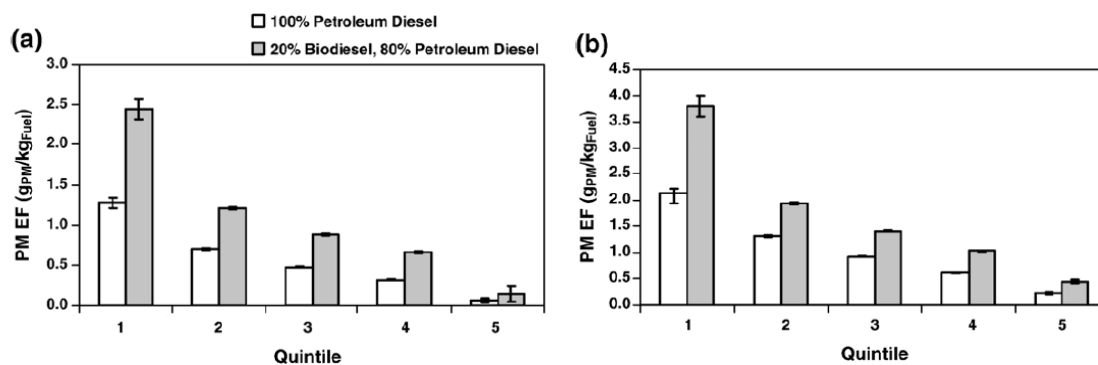 100% Petroleum Diesel
20% Biodiesel, 80% Petroleum Diesel
(a)
PM EF (gPM/kgFuel)
3.0
2.5
2.0
1.5
1.0
0.5
0.0
1 2 3 4 5
Quintile
(b)
PM EF (gPM/kgFuel)
4.5
4.0
3.5
3.0
2.5
2.0
1.5
1.0
0.5
0.0
1 2 3 4 5
Quintile